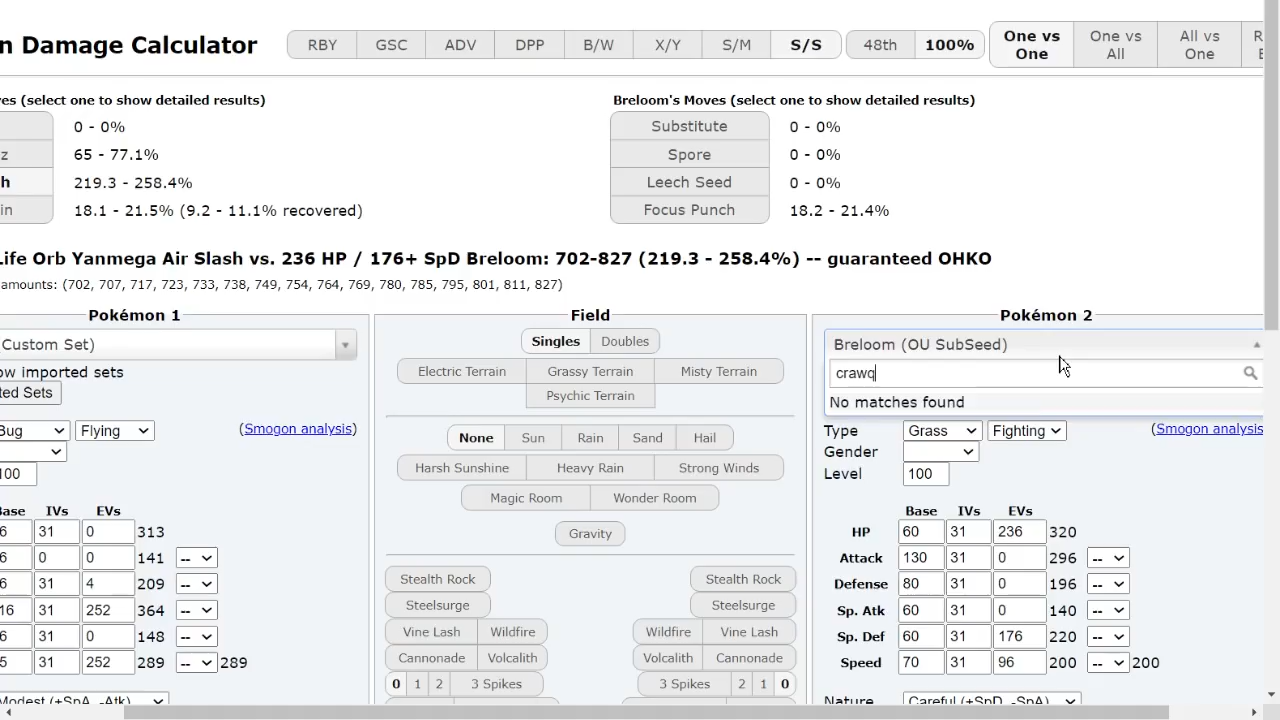 n Damage Calculator
RBY GSC ADV DPP B/W X/Y S/M S/S 48th 100% One vs One One vs All All vs One
ves (select one to show detailed results)
0 - 0%
z 65 - 77.1%
h 219.3 - 258.4%
in 18.1 - 21.5% (9.2 - 11.1% recovered)
Breloom's Moves (select one to show detailed results)
Substitute 0 - 0%
Spore 0 - 0%
Leech Seed 0 - 0%
Focus Punch 18.2 - 21.4%
Life Orb Yanmega Air Slash vs. 236 HP / 176+ SpD Breloom: 702-827 (219.3 - 258.4%) -- guaranteed OHKO
amounts: (702, 707, 717, 723, 733, 738, 749, 754, 764, 769, 780, 785, 795, 801, 811, 827)
Pokémon 1
(Custom Set)
ow imported sets
ted Sets
Bug Flying (Smogon analysis)
100
Base IVs EVs
6 31 0 313
6 0 0 141 --
6 31 4 209 --
16 31 252 364 --
6 31 0 148 --
5 31 252 289 -- 289
Modest (+SpA, -Atk)
Field
Singles Doubles
Electric Terrain Grassy Terrain Misty Terrain
Psychic Terrain
None Sun Rain Sand Hail
Harsh Sunshine Heavy Rain Strong Winds
Magic Room Wonder Room
Gravity
Stealth Rock Stealth Rock
Steelsurge Steelsurge
Vine Lash Wildfire Wildfire Vine Lash
Cannonade Volcalith Volcalith Cannonade
0 1 2 3 Spikes 3 Spikes 2 1 0
Pokémon 2
Breloom (OU SubSeed)
crawq
No matches found
Type Grass Fighting (Smogon analysis
Gender
Level 100
Base IVs EVs
HP 60 31 236 320
Attack 130 31 0 296 --
Defense 80 31 0 196 --
Sp. Atk 60 31 0 140 --
Sp. Def 60 31 176 220 --
Speed 70 31 96 200 -- 200
Nature Careful (+SpD, -SpA)